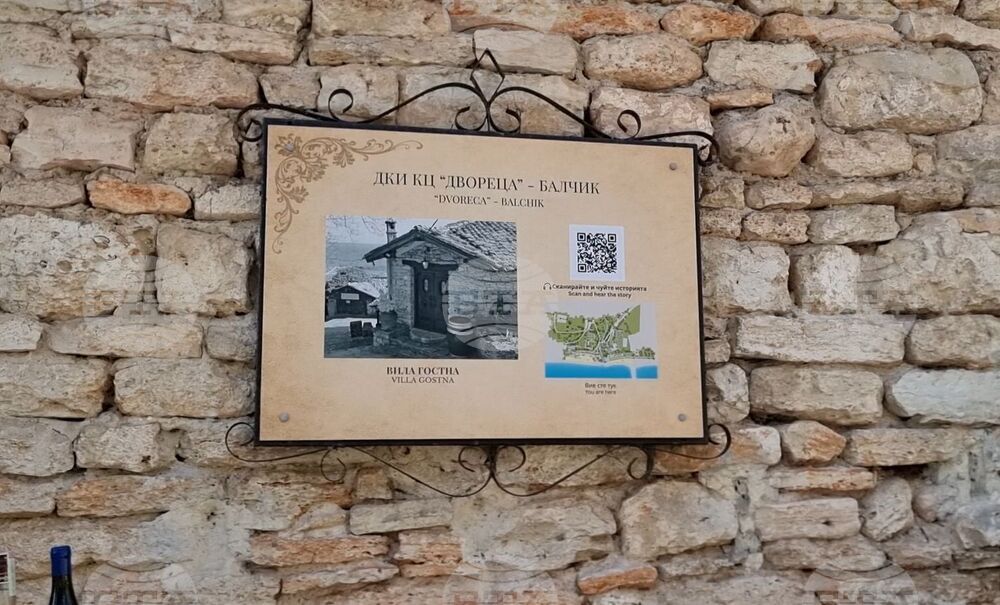 ДКИ КЦ "ДВОРЕЦА" - БАЛЧИК
"DVORECA" - BALCHIK
Сканирайте и чуйте историята
Scan and hear the story
ВИЛА ГОСТНА
VILLA GOSTNA
Вие сте тук
You are here